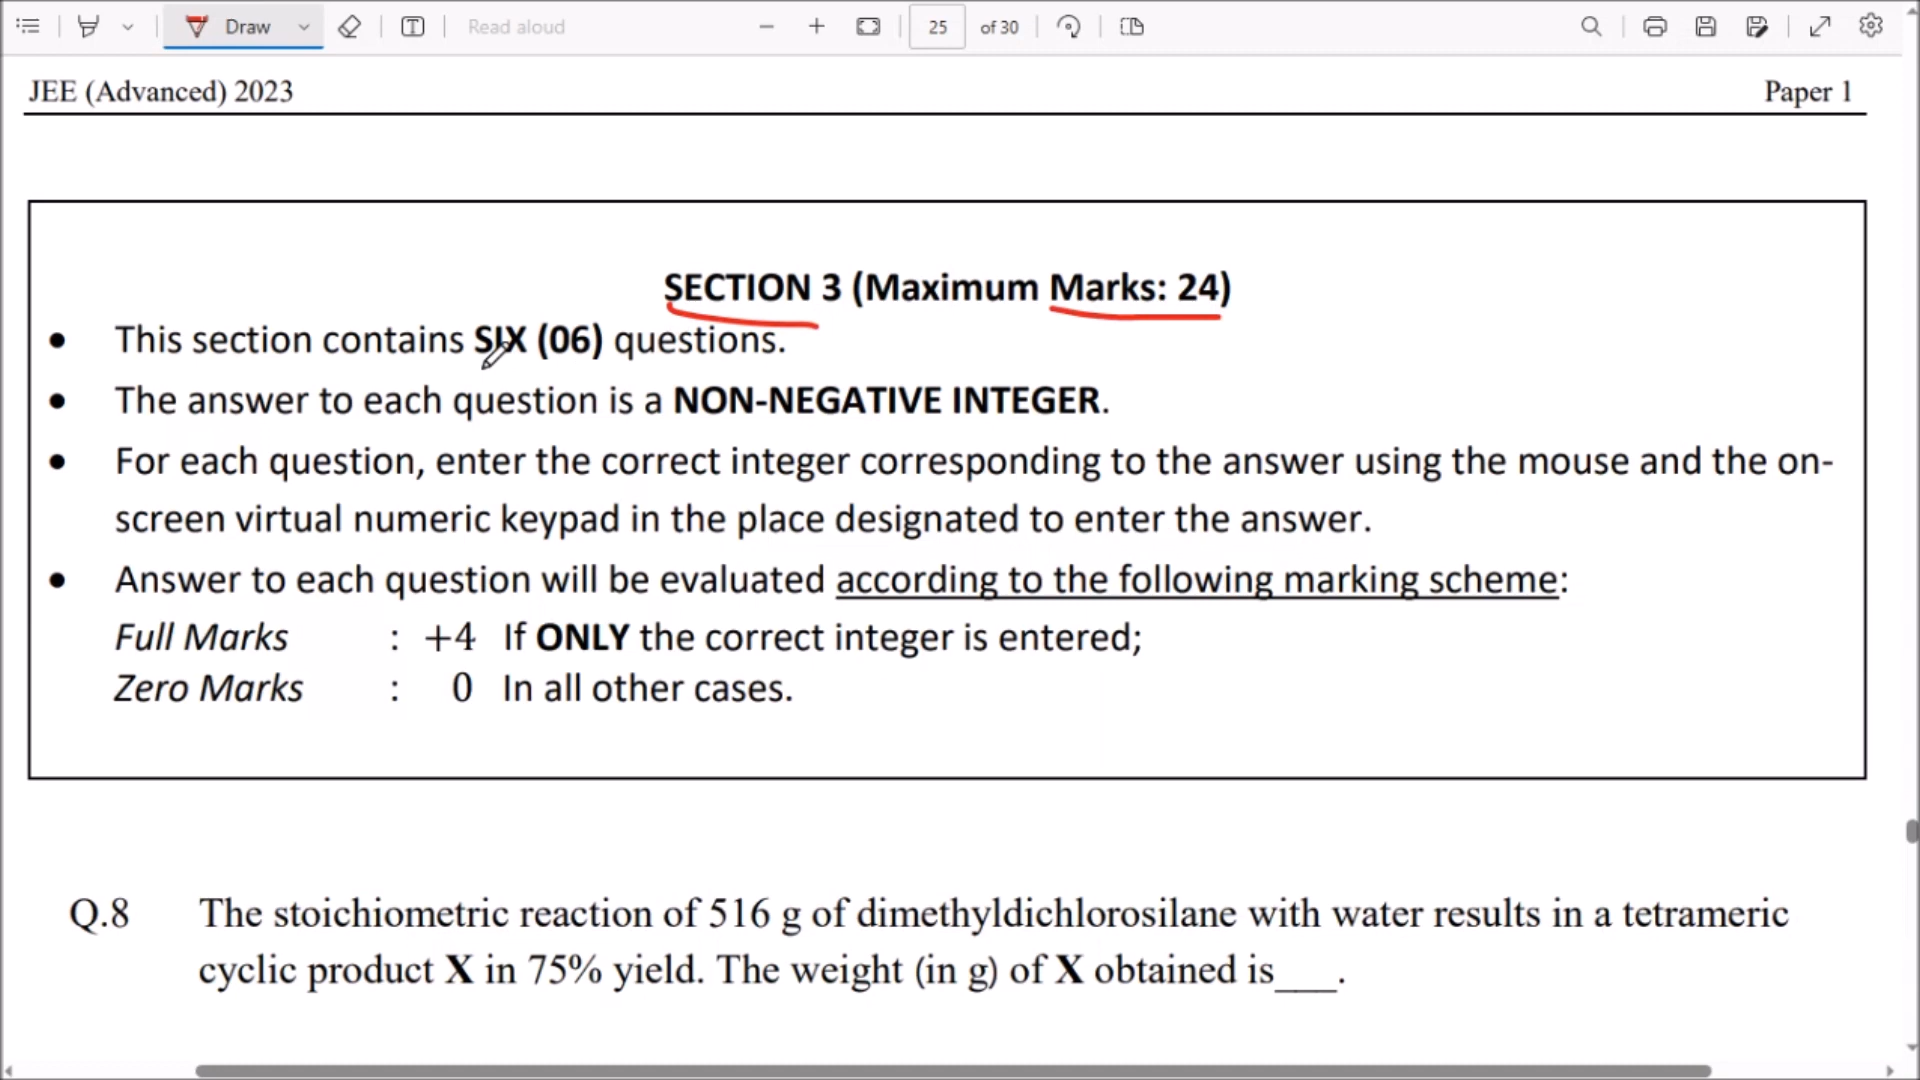 Draw
Read aloud
25 of 30
JEE (Advanced) 2023 Paper 1
SECTION 3 (Maximum Marks: 24)
• This section contains SIX (06) questions.
• The answer to each question is a NON-NEGATIVE INTEGER.
• For each question, enter the correct integer corresponding to the answer using the mouse and the on-
screen virtual numeric keypad in the place designated to enter the answer.
• Answer to each question will be evaluated according to the following marking scheme:
Full Marks : +4 If ONLY the correct integer is entered;
Zero Marks : 0 In all other cases.
Q.8 The stoichiometric reaction of 516 g of dimethyldichlorosilane with water results in a tetrameric
cyclic product X in 75% yield. The weight (in g) of X obtained is___.